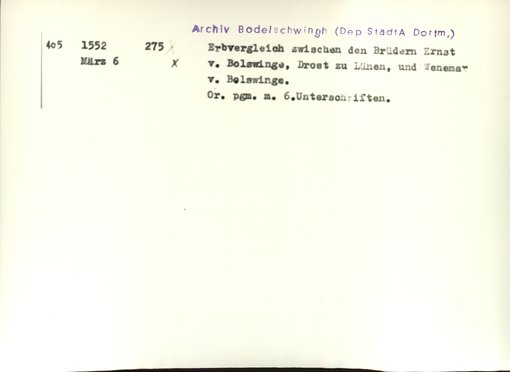 Archiv Bodelschwingh (Dep StadtA Dortm,)
405 1552 275 x Erbvergleich zwischen den Brüdern Ernst
März 6 x v. Bolswinge, Drost zu Lünen, und Wenemar
v. Bolswinge.
Or. pgm. m. 6.Unterschriften.